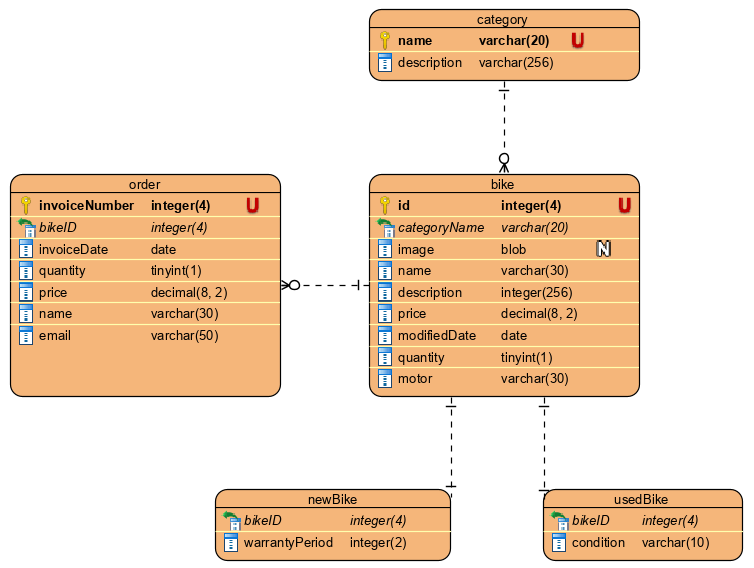 category
name varchar(20) U
description varchar(256)
order
invoiceNumber integer(4) U
bikeID integer(4)
invoiceDate date
quantity tinyint(1)
price decimal(8, 2)
name varchar(30)
email varchar(50)
bike
id integer(4) U
categoryName varchar(20)
image blob N
name varchar(30)
description integer(256)
price decimal(8, 2)
modifiedDate date
quantity tinyint(1)
motor varchar(30)
newBike
bikeID integer(4)
warrantyPeriod integer(2)
usedBike
bikeID integer(4)
condition varchar(10)